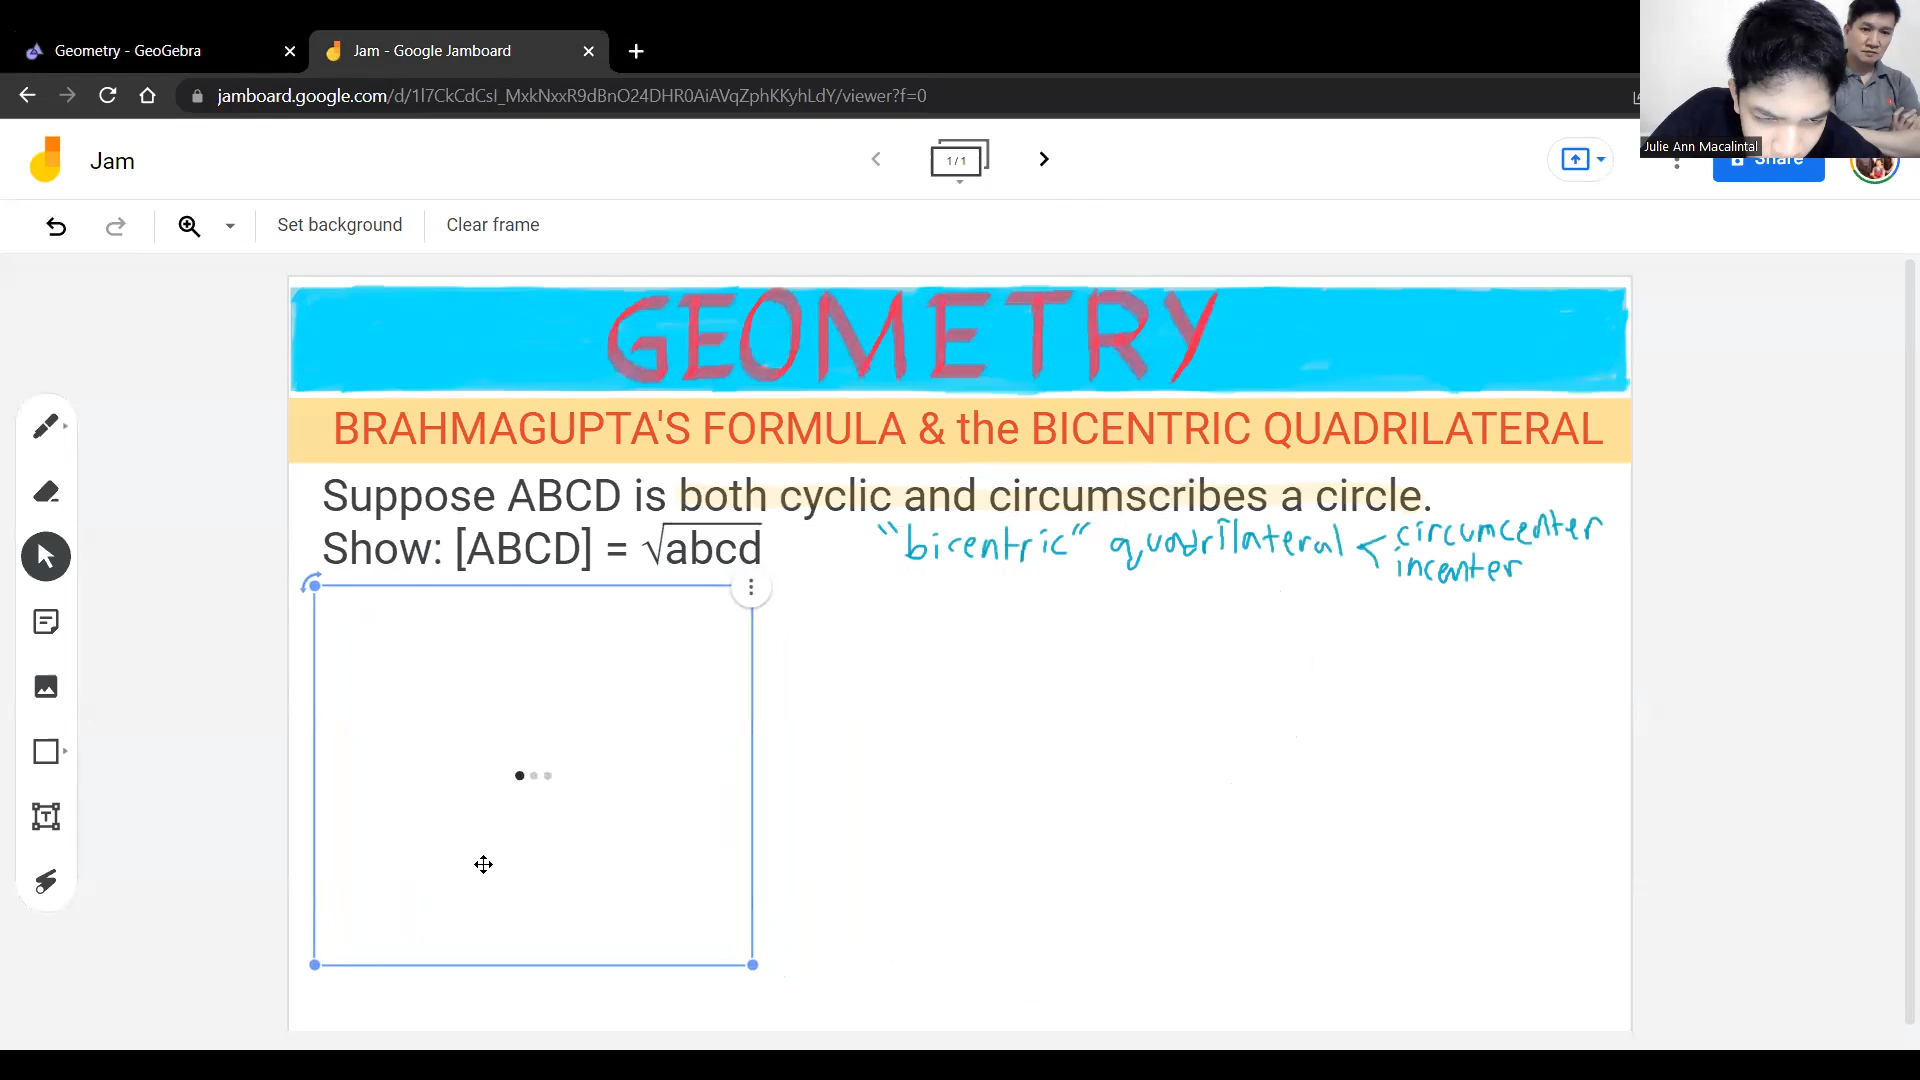 Geometry - GeoGebra
Jam - Google Jamboard
jamboard.google.com/d/1l7CkCdCsI_MxkNxxR9dBnO24DHR0AiAVqZphKKyhLdY/viewer?f=0
Julie Ann Macalintal
Jam
1/1
Share
Set background
Clear frame
GEOMETRY
BRAHMAGUPTA'S FORMULA & the BICENTRIC QUADRILATERAL
Suppose ABCD is both cyclic and circumscribes a circle.
Show: [ABCD] = √abcd
"bicentric" quadrilateral < circumcenter
incenter